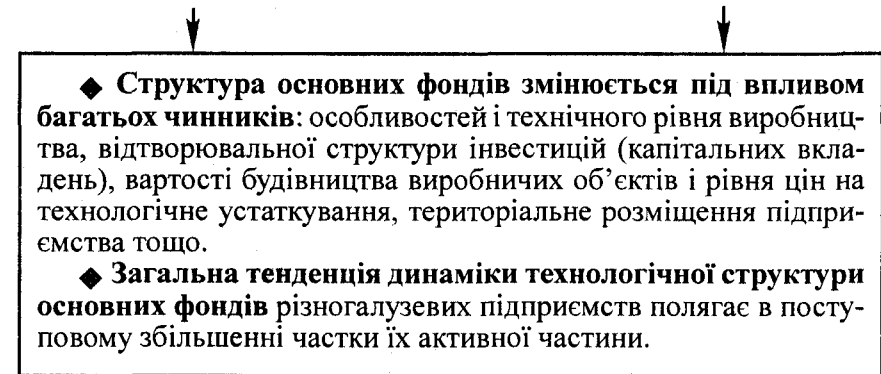 ◆ Структура основних фондів змінюється під впливом
багатьох чинників: особливостей і технічного рівня виробниц-
тва, відтворювальної структури інвестицій (капітальних вкла-
день), вартості будівництва виробничих об’єктів і рівня цін на
технологічне устаткування, територіальне розміщення підпри-
ємства тощо.
◆ Загальна тенденція динаміки технологічної структури
основних фондів різногалузевих підприємств полягає в посту-
повому збільшенні частки їх активної частини.